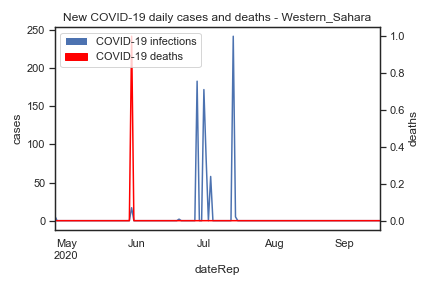 New COVID-19 daily cases and deaths - Western_Sahara
COVID-19 infections
COVID-19 deaths
250
200
150
100
50
0
cases
1.0
0.8
0.6
0.4
0.2
0.0
deaths
May Jun Jul Aug Sep
2020
dateRep